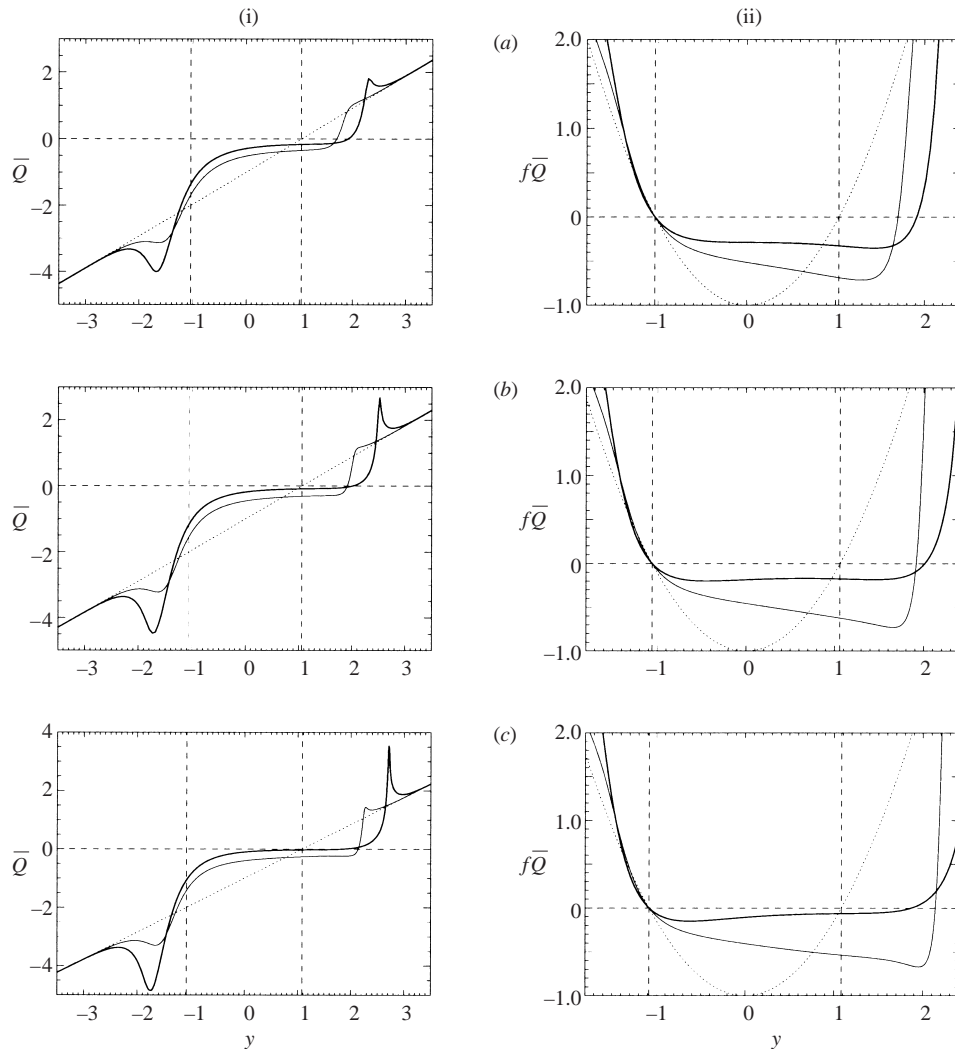 (i) (ii)
(a)
2
0
–2
–4
Q̅
–3 –2 –1 0 1 2 3
2.0
1.0
0
–1.0
fQ̅
–1 0 1 2
(b)
2
0
–2
–4
Q̅
–3 –2 –1 0 1 2 3
2.0
1.0
0
–1.0
fQ̅
–1 0 1 2
(c)
4
2
0
–2
–4
Q̅
–3 –2 –1 0 1 2 3
y
2.0
1.0
0
–1.0
fQ̅
–1 0 1 2
y